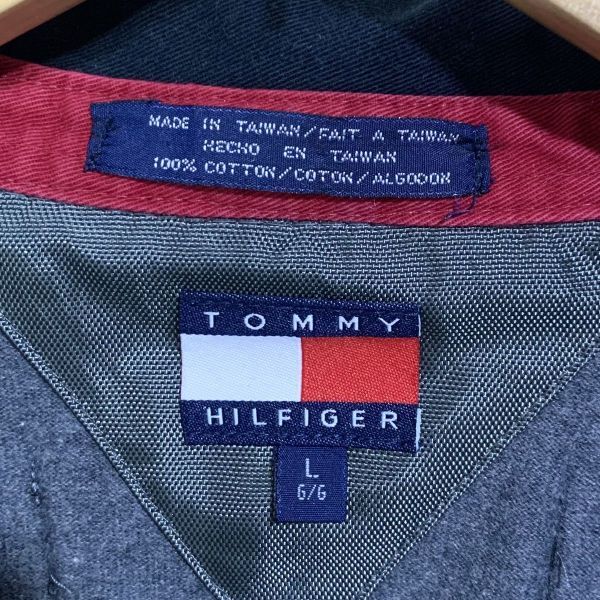 MADE IN TAIWAN/FAIT A TAIWAN
HECHO EN TAIWAN
100% COTTON/COTON/ALGODON
TOMMY
HILFIGER
L
G/G